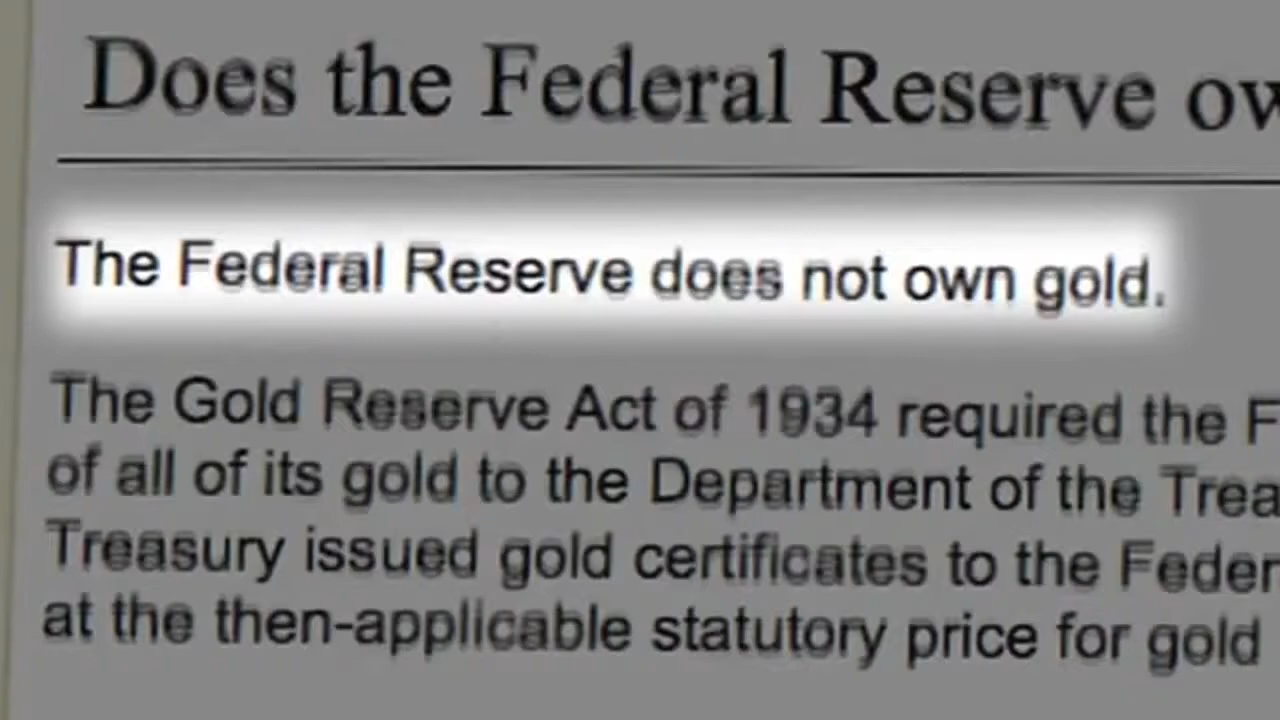 Does the Federal Reserve ow
The Federal Reserve does not own gold.
The Gold Reserve Act of 1934 required the F
of all of its gold to the Department of the Trea
Treasury issued gold certificates to the Feder
at the then-applicable statutory price for gold